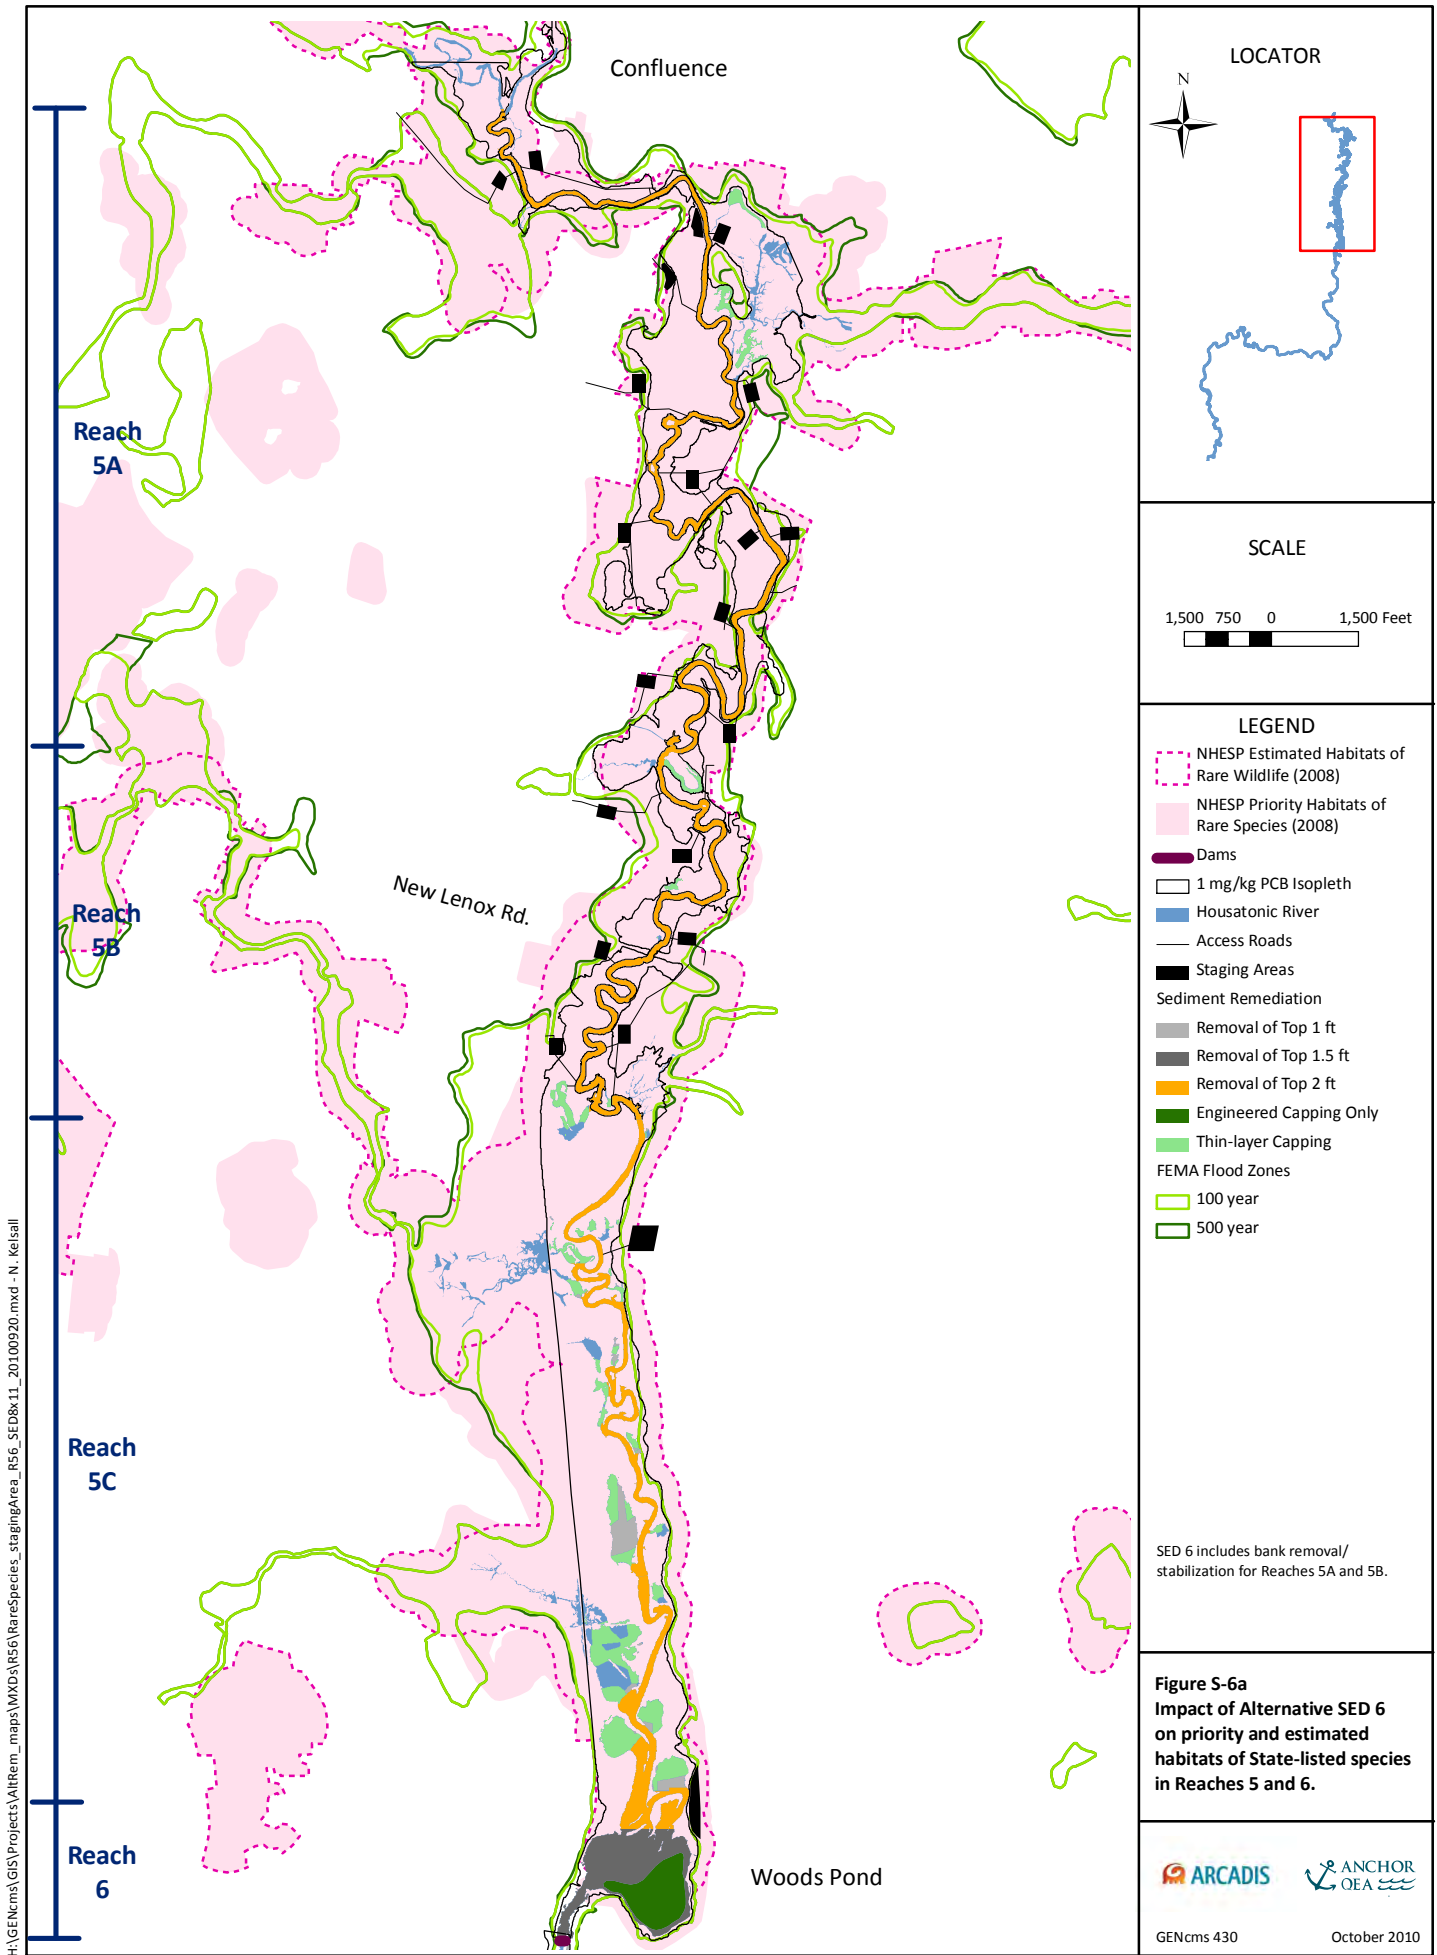 Confluence
Reach
5A
Reach
5B
New Lenox Rd.
Reach
5C
Reach
6
Woods Pond
H:\GENcms\GIS\Projects\AltRem_maps\MXDs\R56\RareSpecies_stagingArea_R56_SED8x11_20100920.mxd - N. Kelsall
LOCATOR
N
SCALE
1,500 750 0 1,500 Feet
LEGEND
NHESP Estimated Habitats of
Rare Wildlife (2008)
NHESP Priority Habitats of
Rare Species (2008)
Dams
1 mg/kg PCB Isopleth
Housatonic River
Access Roads
Staging Areas
Sediment Remediation
Removal of Top 1 ft
Removal of Top 1.5 ft
Removal of Top 2 ft
Engineered Capping Only
Thin-layer Capping
FEMA Flood Zones
100 year
500 year
SED 6 includes bank removal/
stabilization for Reaches 5A and 5B.
Figure S-6a
Impact of Alternative SED 6
on priority and estimated
habitats of State-listed species
in Reaches 5 and 6.
ARCADIS
ANCHOR
QEA
GENcms 430
October 2010